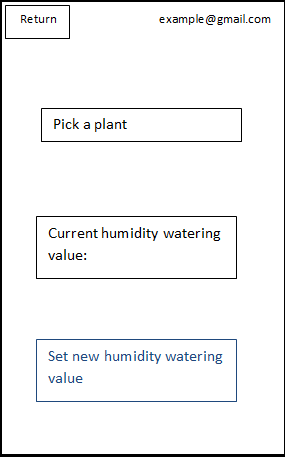 Return
example@gmail.com
Pick a plant
Current humidity watering
value:
Set new humidity watering
value